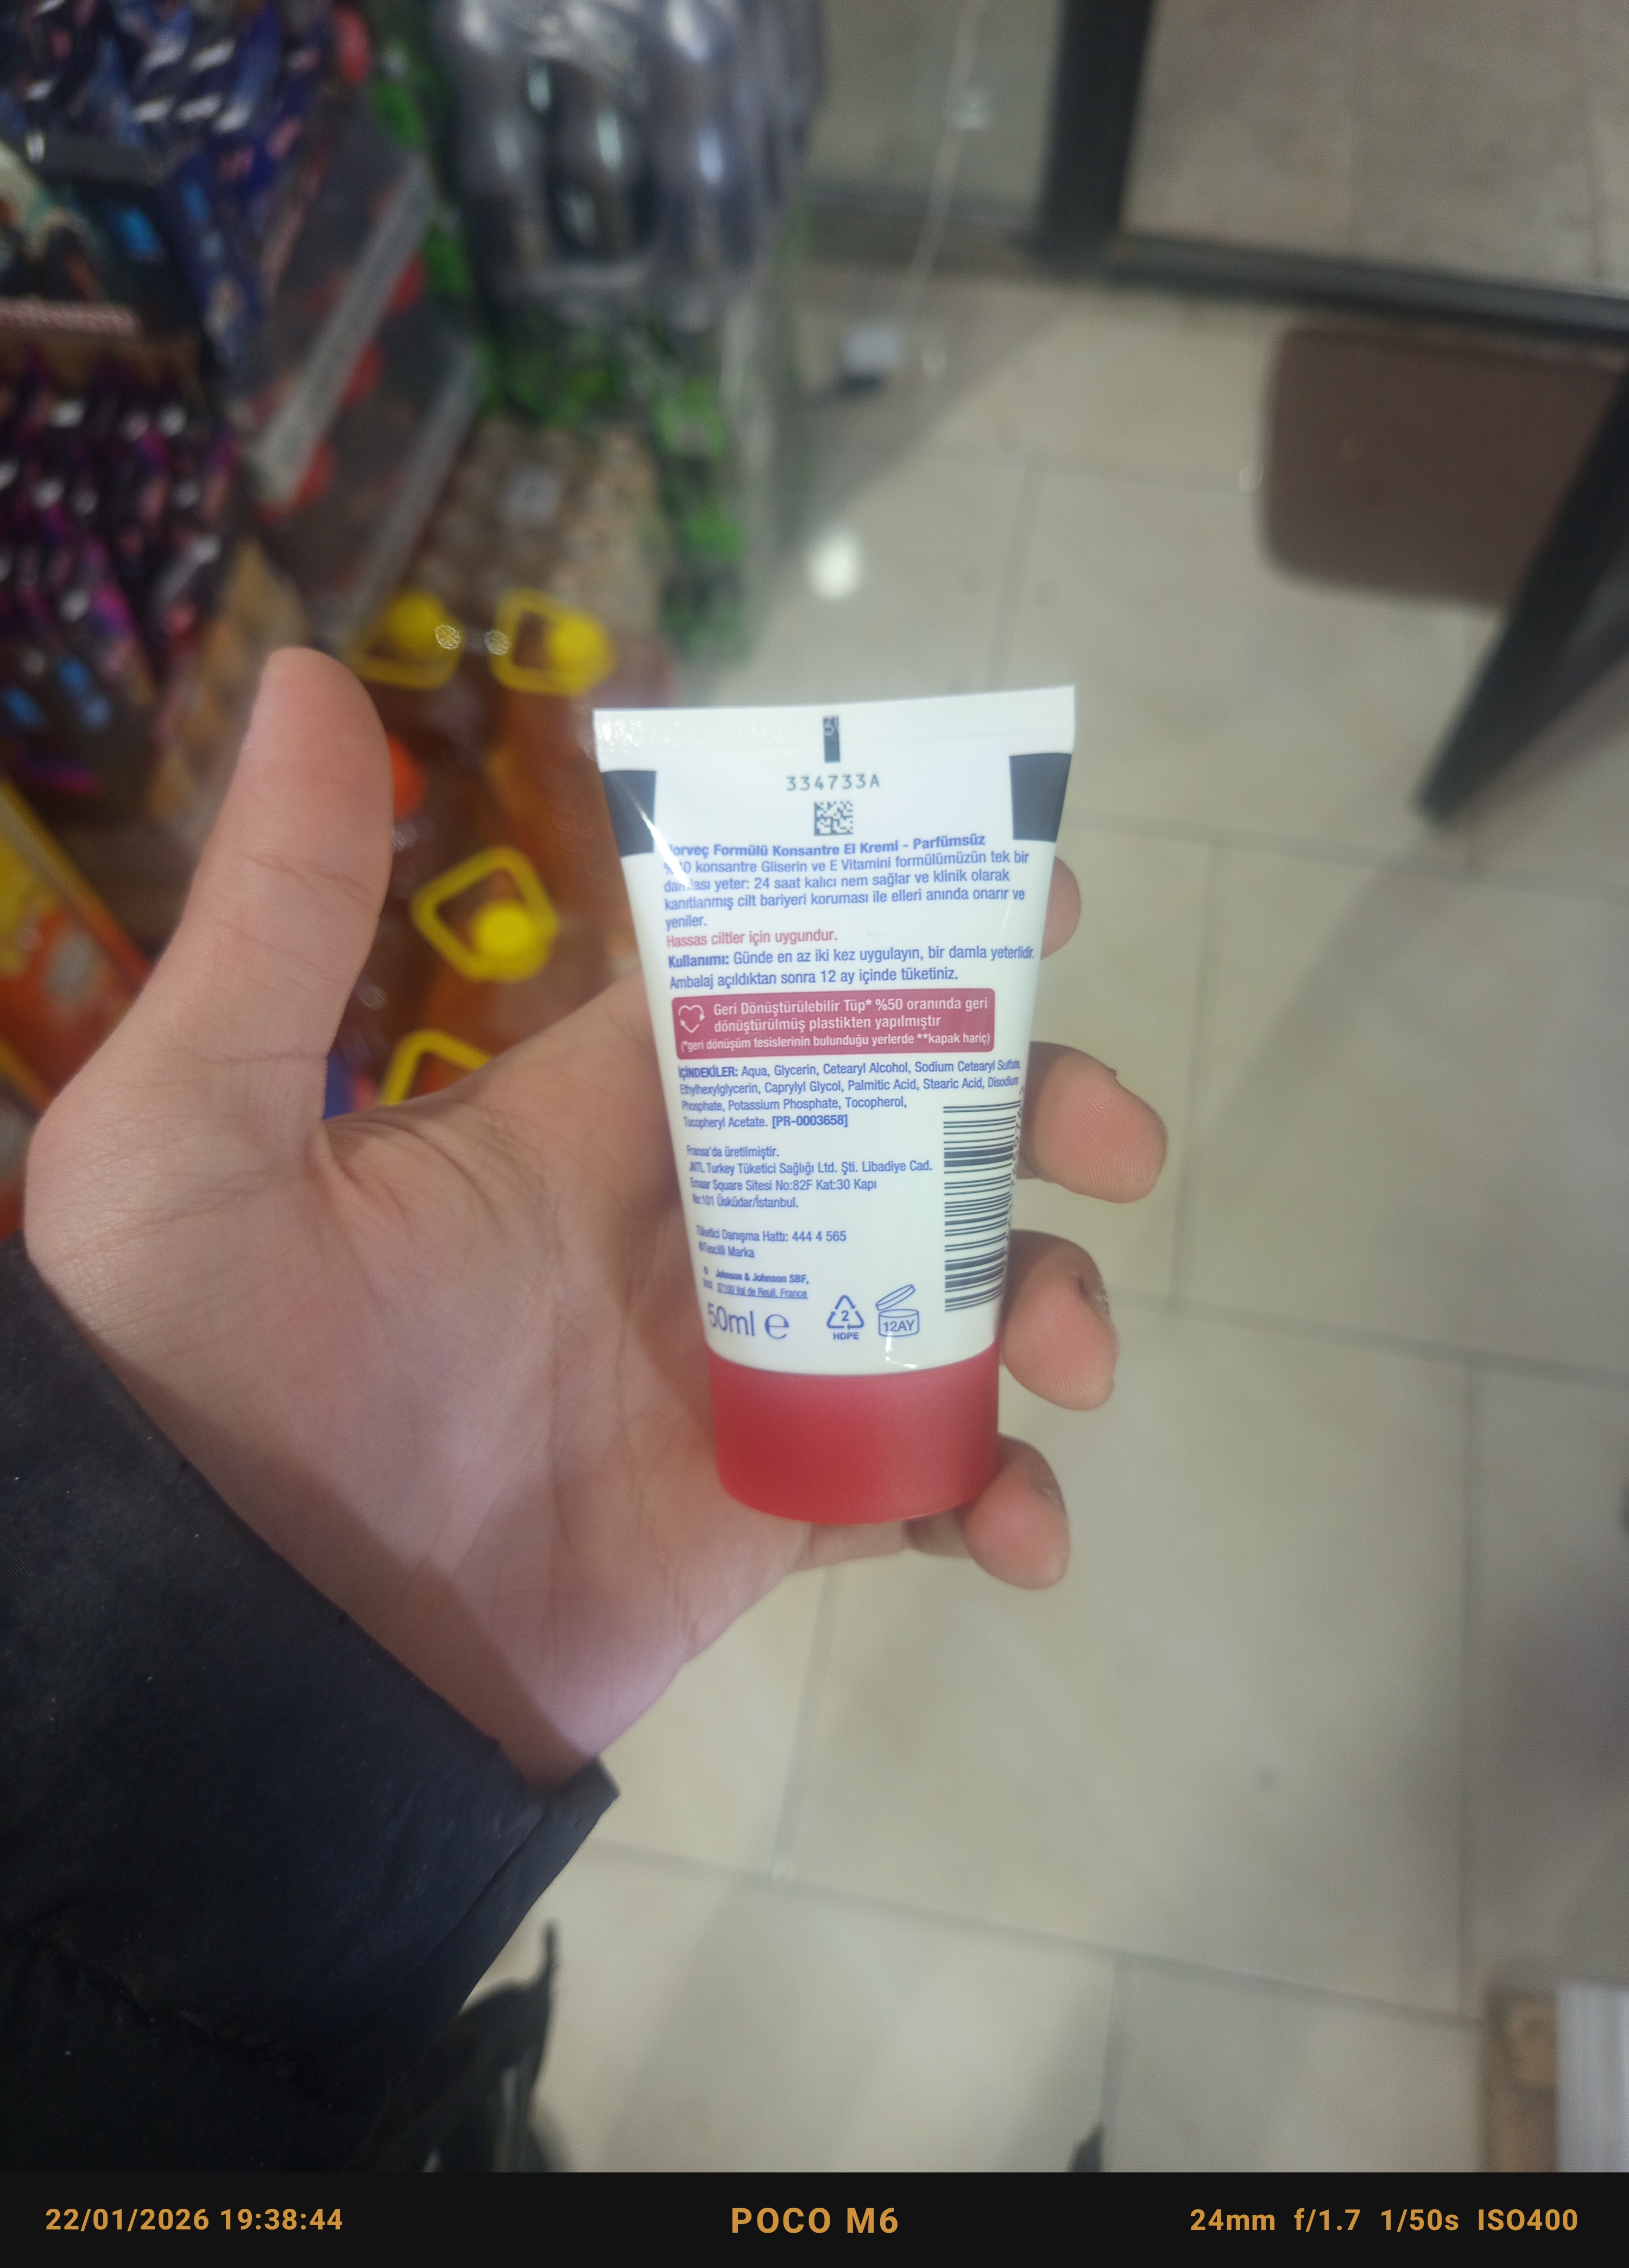 334733A
Norveç Formülü Konsantre El Kremi - Parfümsüz
konsantre Gliserin ve E Vitamini formülümüzün tek bir
damlası yeter: 24 saat kalıcı nem sağlar ve klinik olarak
kanıtlanmış cilt bariyeri koruması ile elleri anında onarır ve
yeniler.
Hassas ciltler için uygundur.
Kullanımı: Günde en az iki kez uygulayın, bir damla yeterlidir.
Ambalaj açıldıktan sonra 12 ay içinde tüketiniz.
Geri Dönüştürülebilir Tüp* %50 oranında geri
dönüştürülmüş plastikten yapılmıştır
(*geri dönüşüm tesislerinin bulunduğu yerlerde **kapak hariç)
İÇİNDEKİLER: Aqua, Glycerin, Cetearyl Alcohol, Sodium Cetearyl Sulfate,
Ethylhexylglycerin, Caprylyl Glycol, Palmitic Acid, Stearic Acid, Disodium
Phosphate, Potassium Phosphate, Tocopherol,
Tocopheryl Acetate. [PR-0003658]
Fransa'da üretilmiştir.
JNTL Turkey Tüketici Sağlığı Ltd. Şti. Libadiye Cad.
Emaar Square Sitesi No:82F Kat:30 Kapı
No:101 Üsküdar/İstanbul.
Tüketici Danışma Hattı: 444 4 565
®Tescilli Marka
Johnson & Johnson SBF,
Val de Reuil, France
50ml e
2
HDPE
12AY
22/01/2026 19:38:44
POCO M6
24mm f/1.7 1/50s ISO400